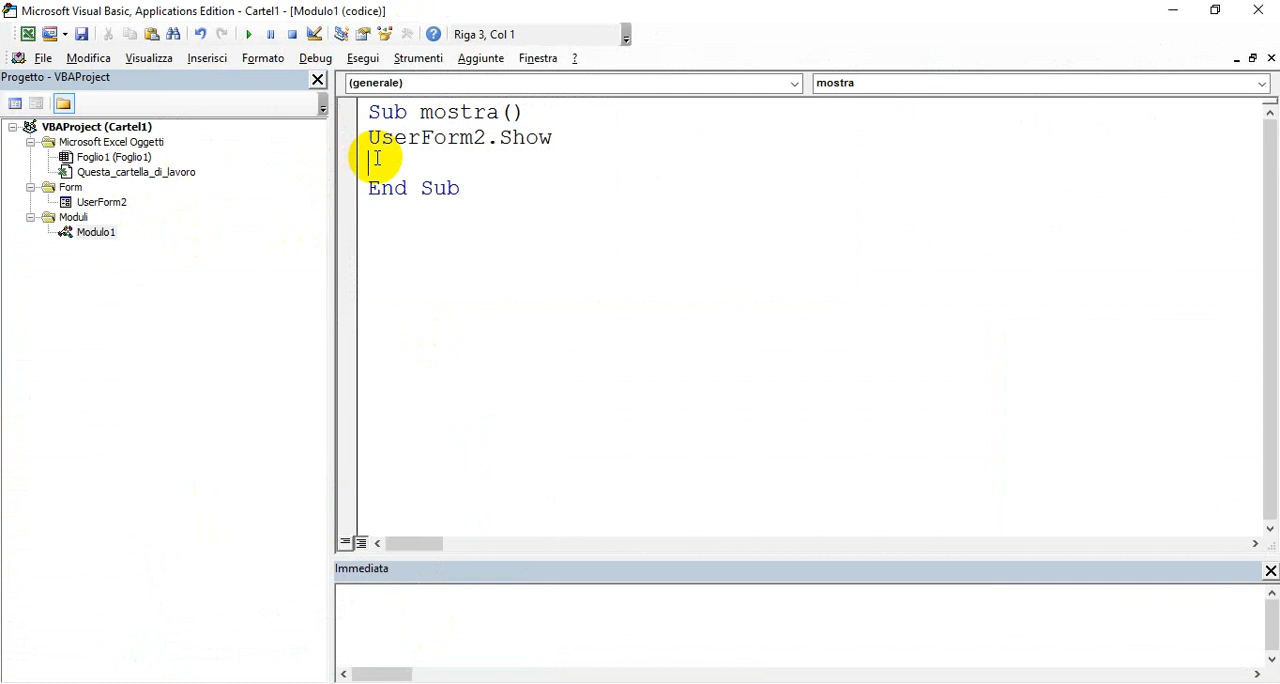 Microsoft Visual Basic, Applications Edition - Cartel1 - [Modulo1 (codice)]
Riga 3, Col 1
File Modifica Visualizza Inserisci Formato Debug Esegui Strumenti Aggiunte Finestra ?
Progetto - VBAProject
VBAProject (Cartel1)
Microsoft Excel Oggetti
Foglio1 (Foglio1)
Questa_cartella_di_lavoro
Form
UserForm2
Moduli
Modulo1
(generale) mostra
Sub mostra()
UserForm2.Show
End Sub
Immediata